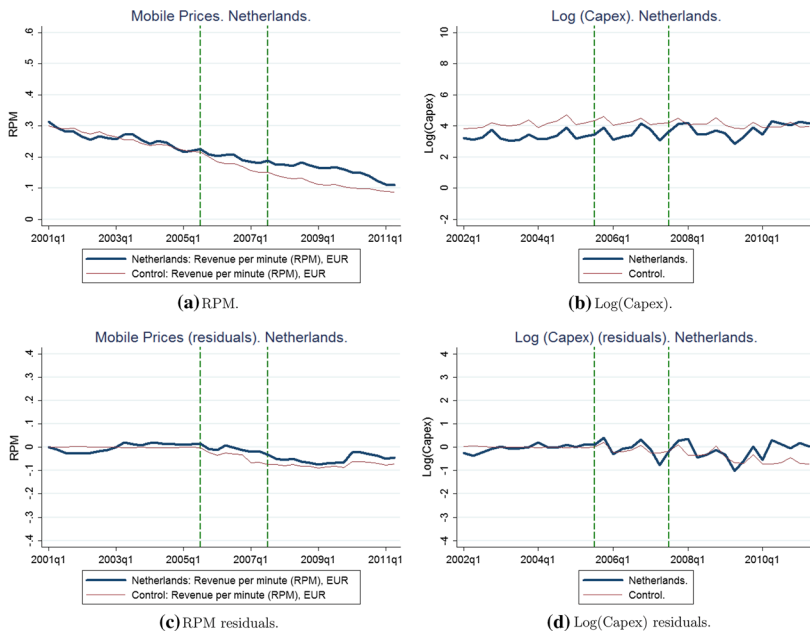 Mobile Prices. Netherlands.
.6
.5
.4
.3
.2
.1
0
RPM
2001q1 2003q1 2005q1 2007q1 2009q1 2011q1
Netherlands: Revenue per minute (RPM), EUR
Control: Revenue per minute (RPM), EUR
(a) RPM.
Log (Capex). Netherlands.
10
8
6
4
2
0
-2
Log(Capex)
2002q1 2004q1 2006q1 2008q1 2010q1
Netherlands.
Control.
(b) Log(Capex).
Mobile Prices (residuals). Netherlands.
.4
.3
.2
.1
0
-.1
-.2
-.3
-.4
RPM
2001q1 2003q1 2005q1 2007q1 2009q1 2011q1
Netherlands: Revenue per minute (RPM), EUR
Control: Revenue per minute (RPM), EUR
(c) RPM residuals.
Log (Capex) (residuals). Netherlands.
4
3
2
1
0
-1
-2
-3
-4
Log(Capex)
2002q1 2004q1 2006q1 2008q1 2010q1
Netherlands.
Control.
(d) Log(Capex) residuals.